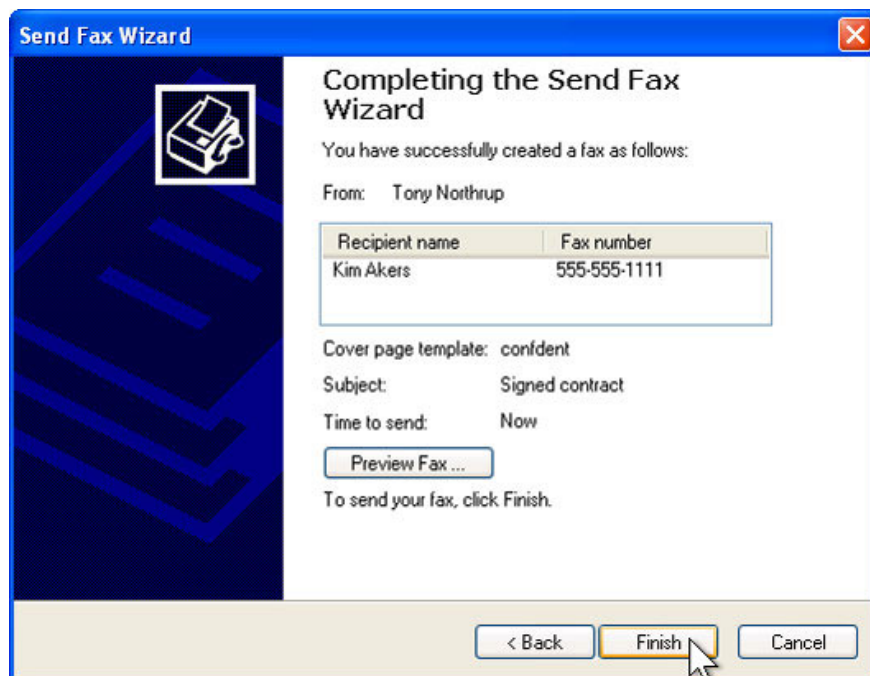 Send Fax Wizard
Completing the Send Fax
Wizard
You have successfully created a fax as follows:
From: Tony Northrup
Recipient name Fax number
Kim Akers 555-555-1111
Cover page template: confdent
Subject: Signed contract
Time to send: Now
Preview Fax ...
To send your fax, click Finish.
< Back Finish Cancel